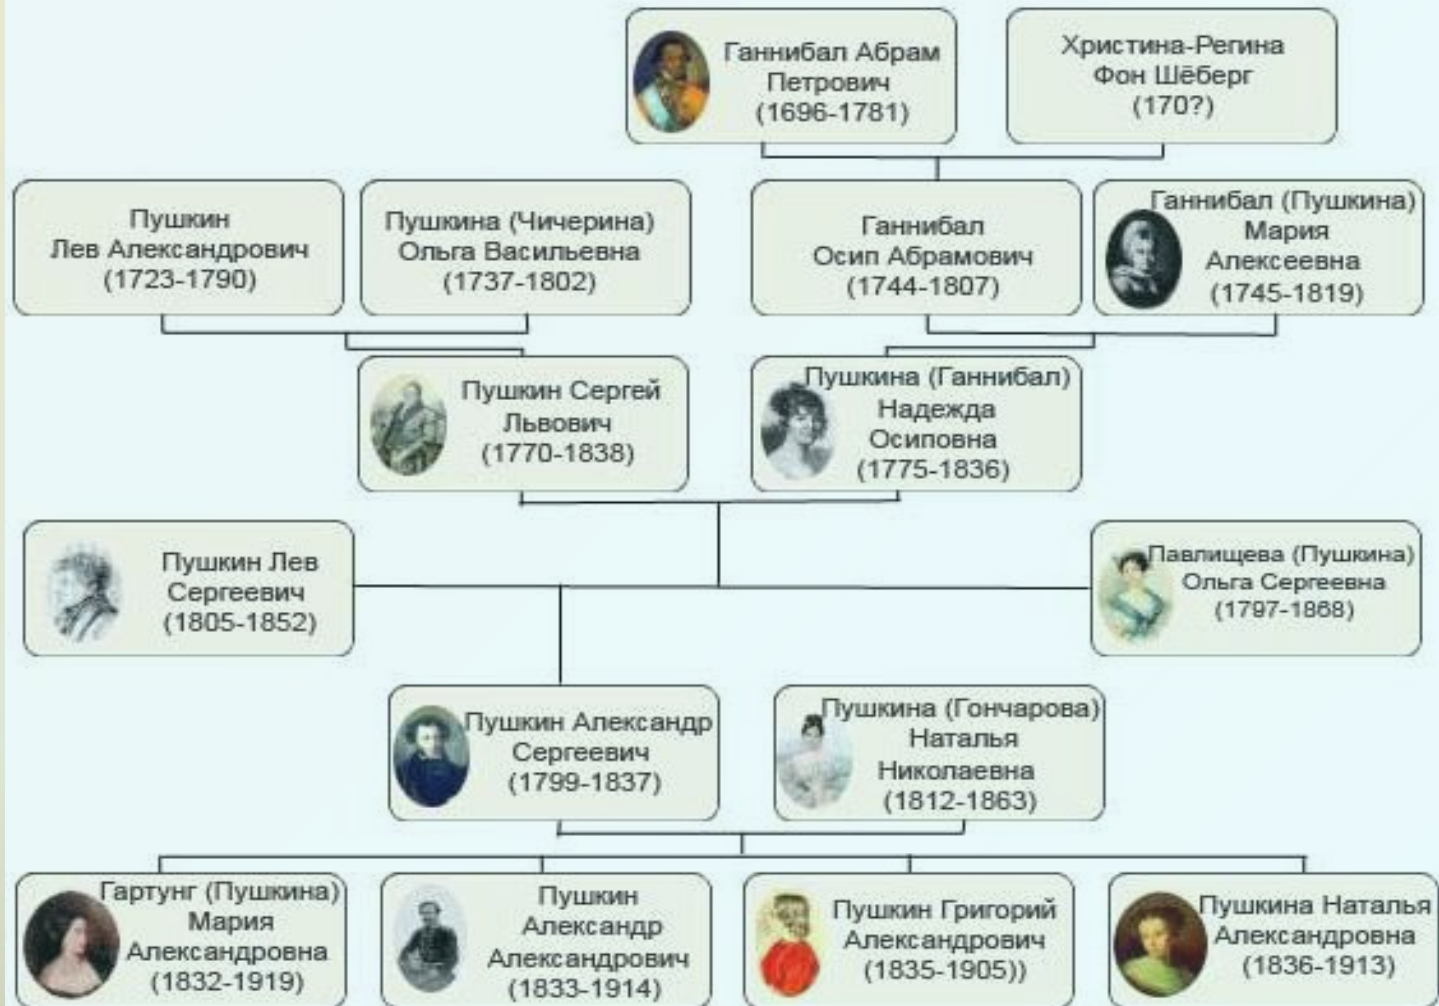 Ганнибал Абрам
Петрович
(1696-1781)
Христина-Регина
Фон Шёберг
(170?)
Пушкин
Лев Александрович
(1723-1790)
Пушкина (Чичерина)
Ольга Васильевна
(1737-1802)
Ганнибал
Осип Абрамович
(1744-1807)
Ганнибал (Пушкина)
Мария
Алексеевна
(1745-1819)
Пушкин Сергей
Львович
(1770-1838)
Пушкина (Ганнибал)
Надежда
Осиповна
(1775-1836)
Пушкин Лев
Сергеевич
(1805-1852)
Павлищева (Пушкина)
Ольга Сергеевна
(1797-1868)
Пушкин Александр
Сергеевич
(1799-1837)
Пушкина (Гончарова)
Наталья
Николаевна
(1812-1863)
Гартунг (Пушкина)
Мария
Александровна
(1832-1919)
Пушкин
Александр
Александрович
(1833-1914)
Пушкин Григорий
Александрович
(1835-1905))
Пушкина Наталья
Александровна
(1836-1913)